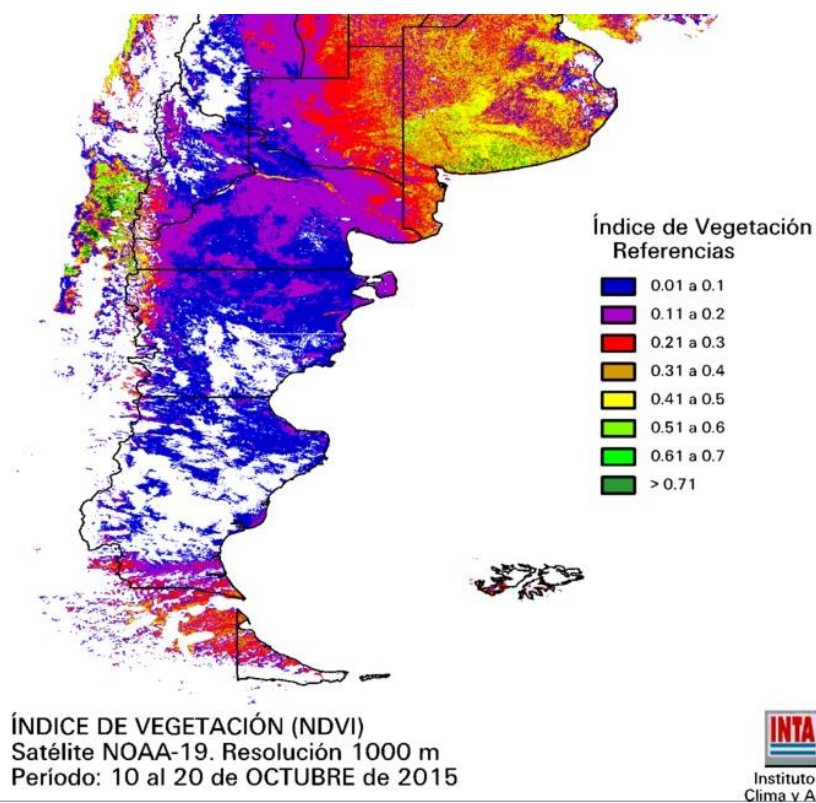 Índice de Vegetación
Referencias
0.01 a 0.1
0.11 a 0.2
0.21 a 0.3
0.31 a 0.4
0.41 a 0.5
0.51 a 0.6
0.61 a 0.7
> 0.71
ÍNDICE DE VEGETACIÓN (NDVI)
Satélite NOAA-19. Resolución 1000 m
Período: 10 al 20 de OCTUBRE de 2015
INTA
Instituto
Clima y A